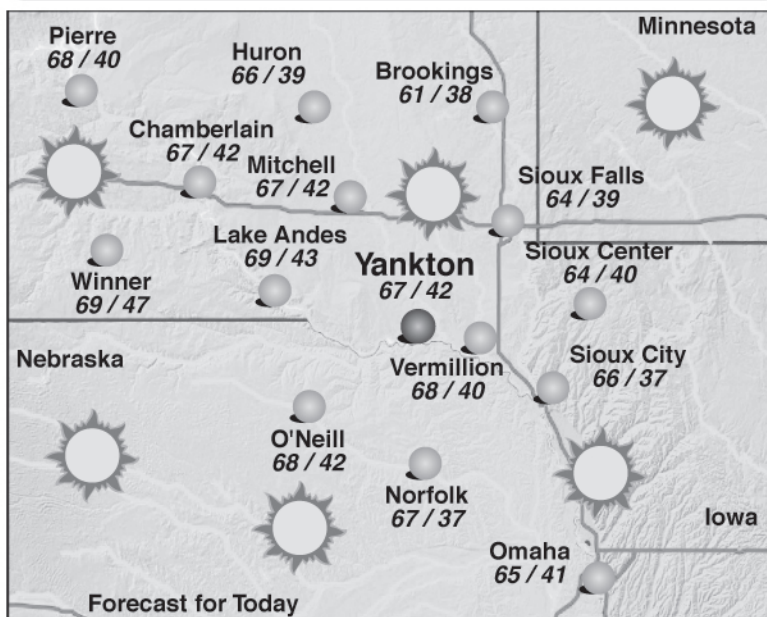 Minnesota
Pierre
68 / 40
Huron
66 / 39
Brookings
61 / 38
Chamberlain
67 / 42
Mitchell
67 / 42
Sioux Falls
64 / 39
Winner
69 / 47
Lake Andes
69 / 43
Yankton
67 / 42
Sioux Center
64 / 40
Nebraska
Vermillion
68 / 40
Sioux City
66 / 37
O'Neill
68 / 42
Norfolk
67 / 37
Iowa
Omaha
65 / 41
Forecast for Today